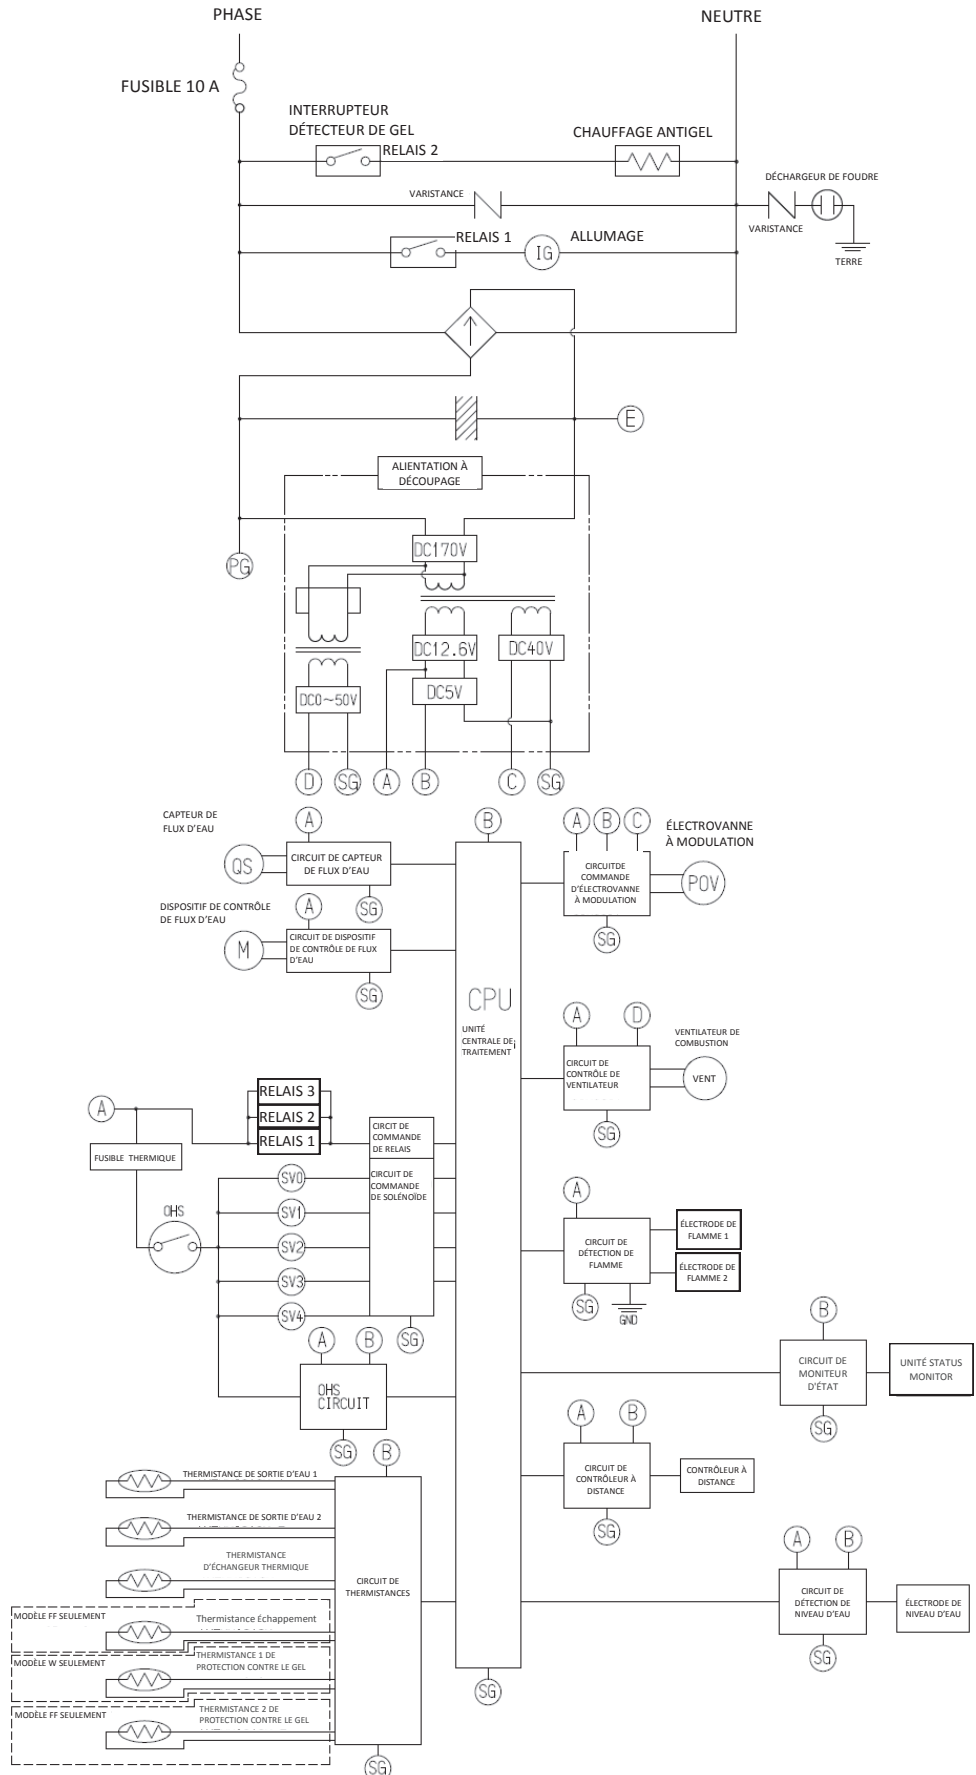 PHASE
NEUTRE
FUSIBLE 10 A
INTERRUPTEUR
DÉTECTEUR DE GEL
RELAIS 2
CHAUFFAGE ANTIGEL
VARISTANCE
DÉCHARGEUR DE FOUDRE
VARISTANCE
TERRE
RELAIS 1
IG
ALLUMAGE
E
ALIENTATION À
DÉCOUPAGE
PG
DC170V
DC12.6V
DC40V
DC5V
DC0~50V
D
SG
A
B
C
SG
CAPTEUR DE
FLUX D'EAU
A
QS
CIRCUIT DE CAPTEUR
DE FLUX D'EAU
SG
DISPOSITIF DE CONTRÔLE
DE FLUX D'EAU
A
M
CIRCUIT DE DISPOSITIF
DE CONTRÔLE DE FLUX
D'EAU
SG
B
CPU
UNITÉ
CENTRALE DE
TRAITEMENT
SG
A
B
C
ÉLECTROVANNE
À MODULATION
CIRCUITDE
COMMANDE
D'ÉLECTROVANNE
À MODULATION
POV
SG
A
D
VENTILATEUR DE
COMBUSTION
CIRCUIT DE
CONTRÔLE DE
VENTILATEUR
VENT
SG
A
RELAIS 3
RELAIS 2
RELAIS 1
CIRCIT DE
COMMANDE
DE RELAIS
FUSIBLE THERMIQUE
OHS
SV0
SV1
SV2
SV3
SV4
CIRCUIT DE
COMMANDE
DE SOLÉNOÏDE
SG
A
B
OHS
CIRCUIT
SG
A
CIRCUIT DE
DÉTECTION DE
FLAMME
ÉLECTRODE DE
FLAMME 1
ÉLECTRODE DE
FLAMME 2
SG
GND
B
CIRCUIT DE
MONITEUR
D'ÉTAT
UNITÉ STATUS
MONITOR
SG
A
B
CIRCUIT DE
CONTRÔLEUR À
DISTANCE
CONTRÔLEUR À
DISTANCE
SG
A
B
CIRCUIT DE
DÉTECTION DE
NIVEAU D'EAU
ÉLECTRODE DE
NIVEAU D'EAU
SG
B
THERMISTANCE DE SORTIE D'EAU 1
THERMISTANCE DE SORTIE D'EAU 2
THERMISTANCE
D'ÉCHANGEUR THERMIQUE
CIRCUIT DE
THERMISTANCES
MODÈLE FF SEULEMENT
Thermistance Échappement
MODÈLE W SEULEMENT
THERMISTANCE 1 DE
PROTECTION CONTRE LE GEL
MODÈLE FF SEULEMENT
THERMISTANCE 2 DE
PROTECTION CONTRE LE GEL
SG